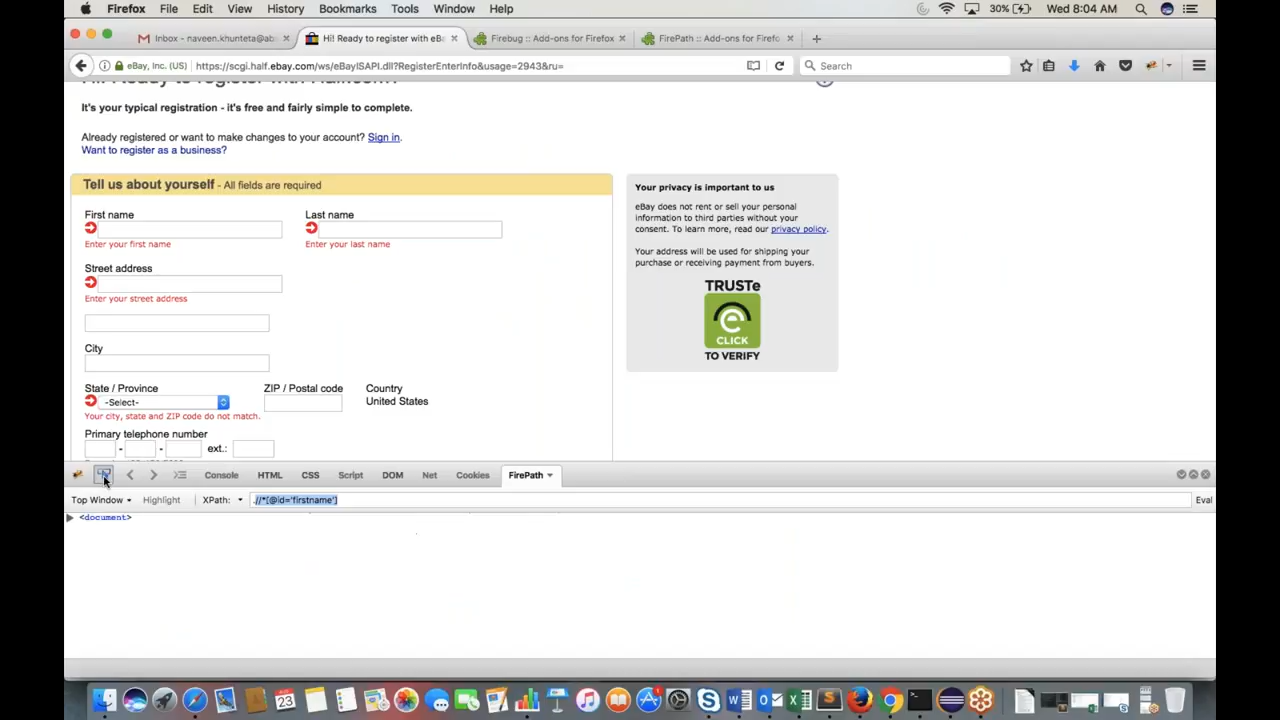 Firefox File Edit View History Bookmarks Tools Window Help 30% Wed 8:04 AM
Inbox - naveen.khunteta@ab
Hi! Ready to register with eB
Firebug :: Add-ons for Firefox
FirePath :: Add-ons for Firefo
eBay, Inc. (US) https://scgi.half.ebay.com/ws/eBayISAPI.dll?RegisterEnterInfo&usage=2943&ru= Search
It's your typical registration - it's free and fairly simple to complete.
Already registered or want to make changes to your account? Sign in.
Want to register as a business?
Tell us about yourself - All fields are required
First name Last name
Enter your first name Enter your last name
Street address
Enter your street address
City
State / Province ZIP / Postal code Country
-Select- United States
Your city, state and ZIP code do not match.
Primary telephone number
- - ext.:
Your privacy is important to us
eBay does not rent or sell your personal
information to third parties without your
consent. To learn more, read our privacy policy.
Your address will be used for shipping your
purchase or receiving payment from buyers.
TRUSTe
CLICK
TO VERIFY
Console HTML CSS Script DOM Net Cookies FirePath
Top Window Highlight XPath: .//*[@id='firstname'] Eval
<document>